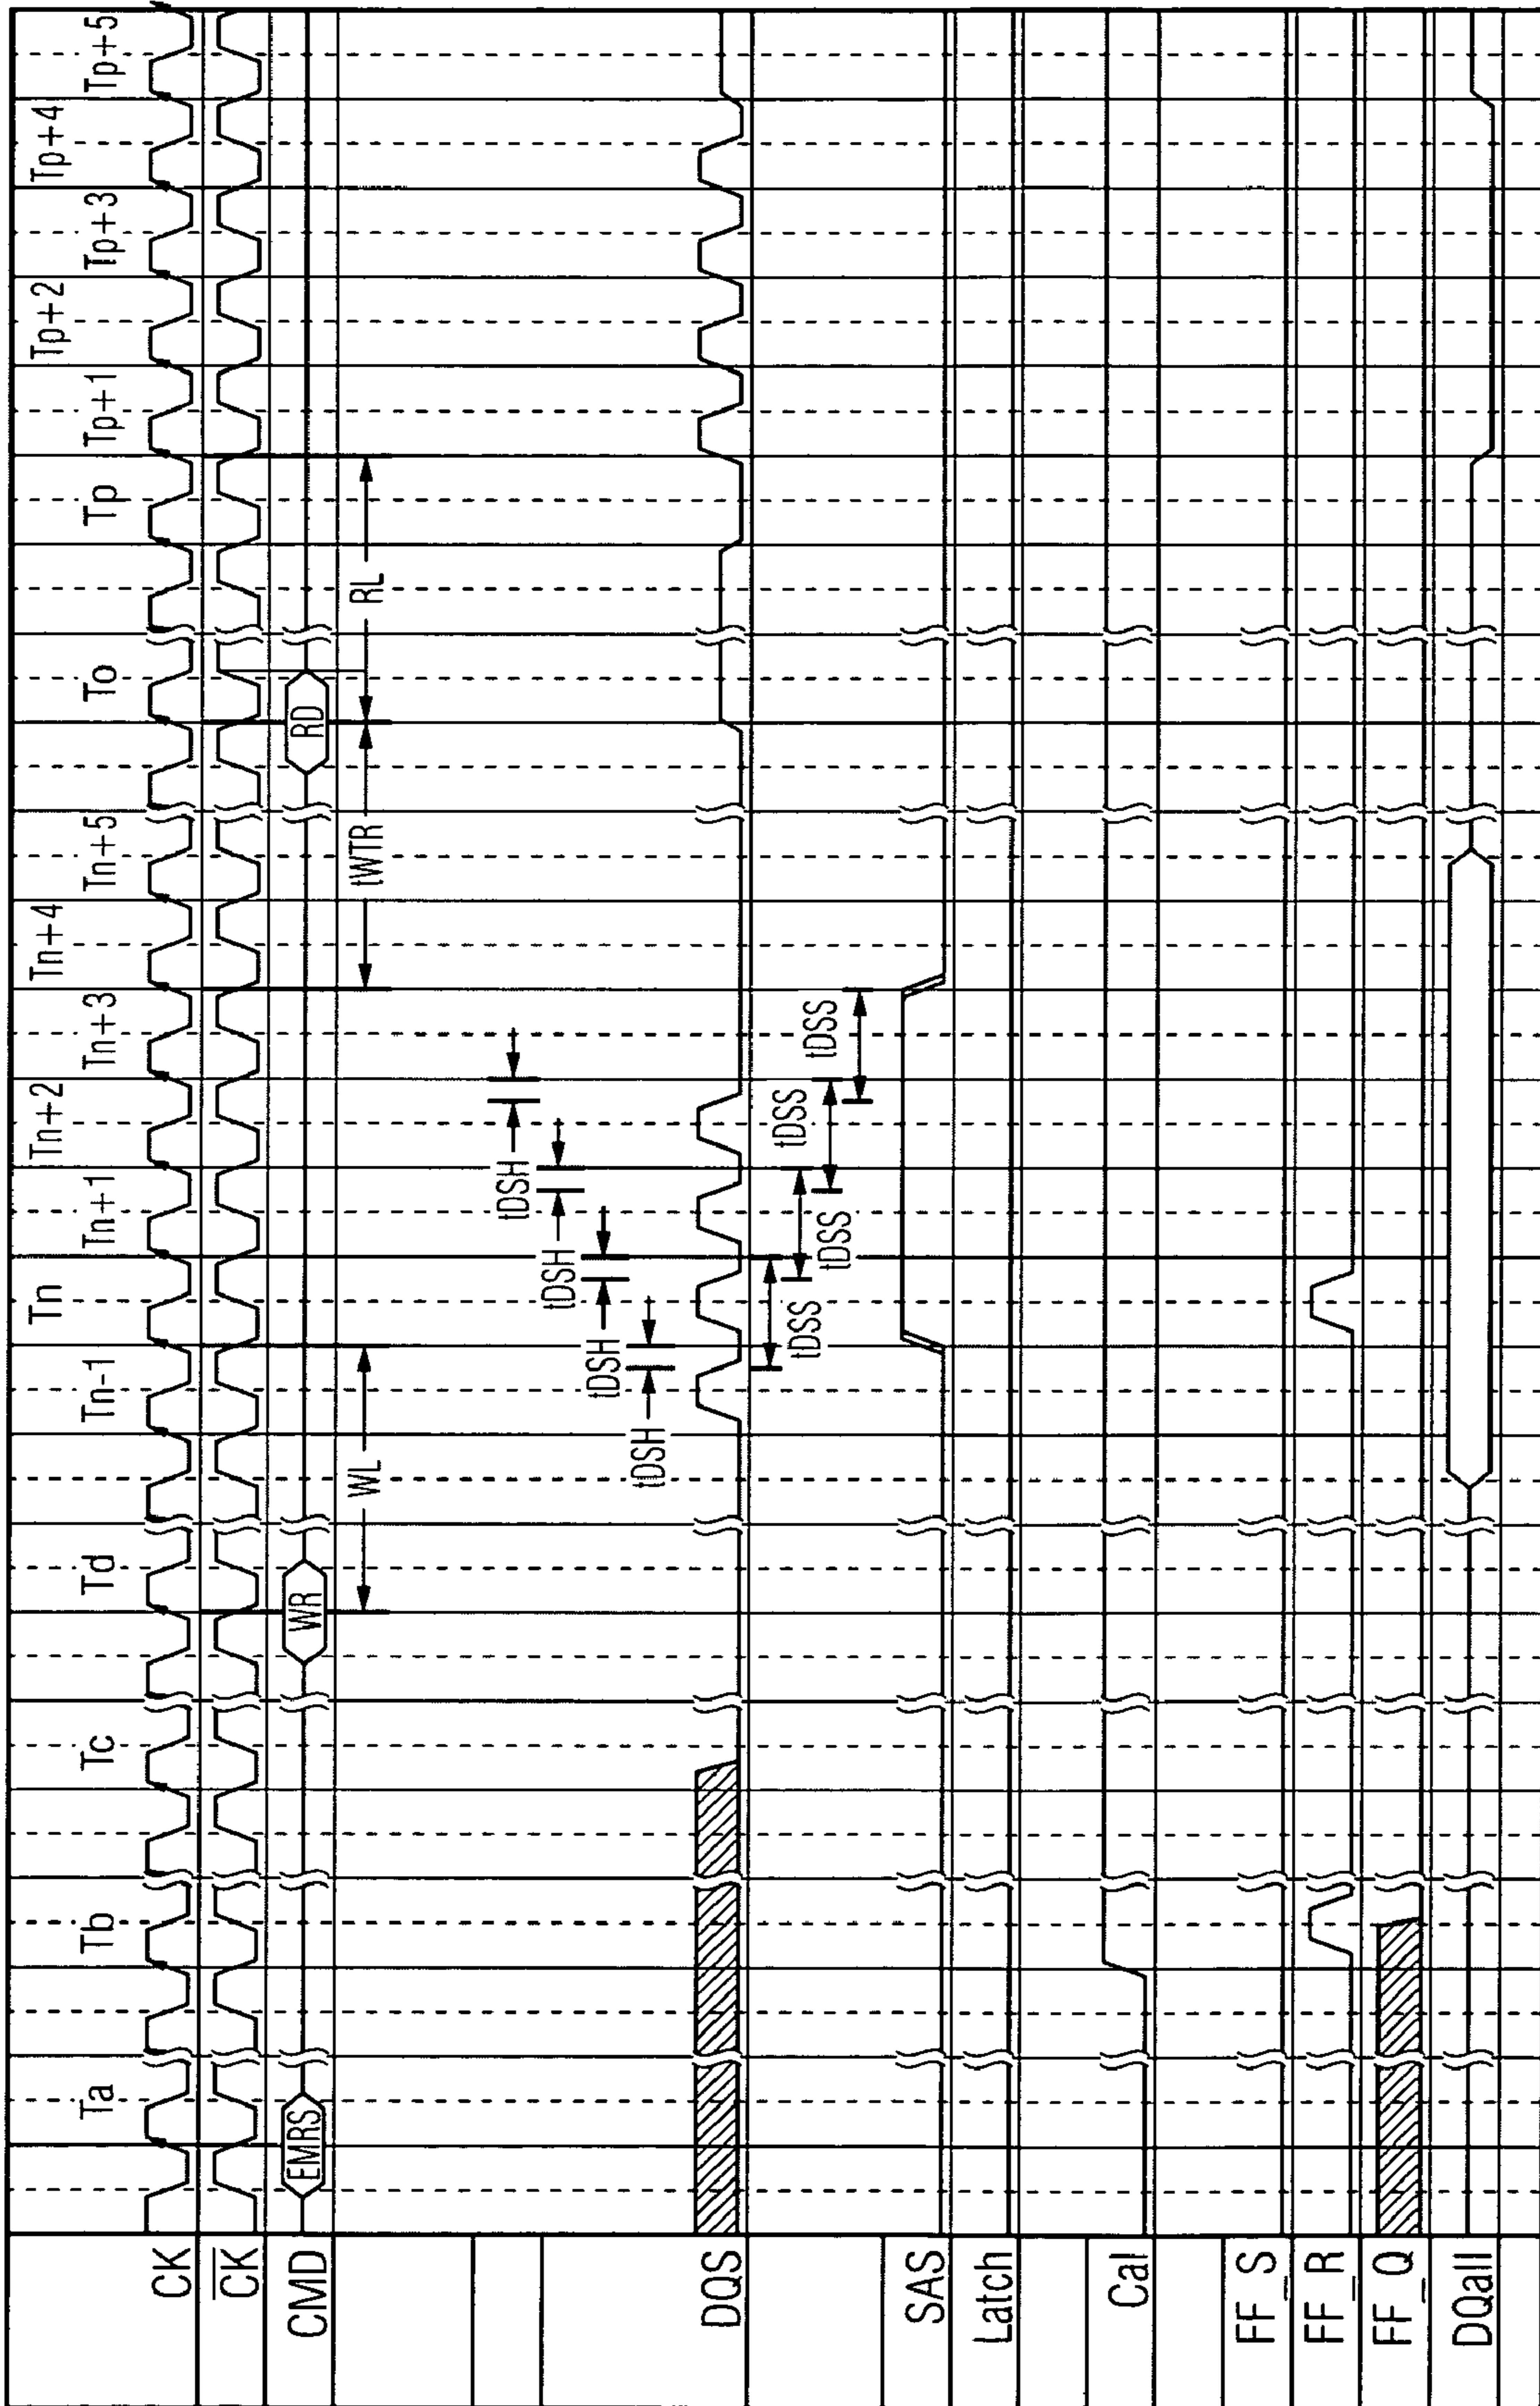 Ta Tb Tc Td Tn-1 Tn Tn+1 Tn+2 Tn+3 Tn+4 Tn+5 To Tp Tp+1 Tp+2 Tp+3 Tp+4 Tp+5
CK
CK
CMD EMRS WR RD
WL tWTR RL
tDSH
tDSH
tDSH
tDSH
DQS
tDSS
tDSS
tDSS
tDSS
SAS
Latch
Cal
FF_S
FF_R
FF_Q
DQall